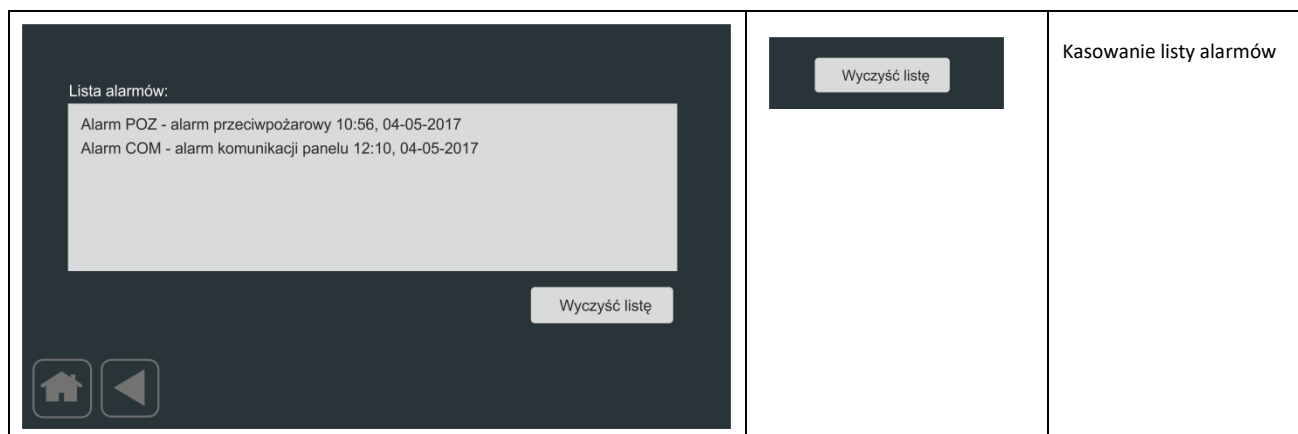 Lista alarmów:
Alarm POZ - alarm przeciwpożarowy 10:56, 04-05-2017
Alarm COM - alarm komunikacji panelu 12:10, 04-05-2017
Wyczyść listę
Wyczyść listę
Kasowanie listy alarmów